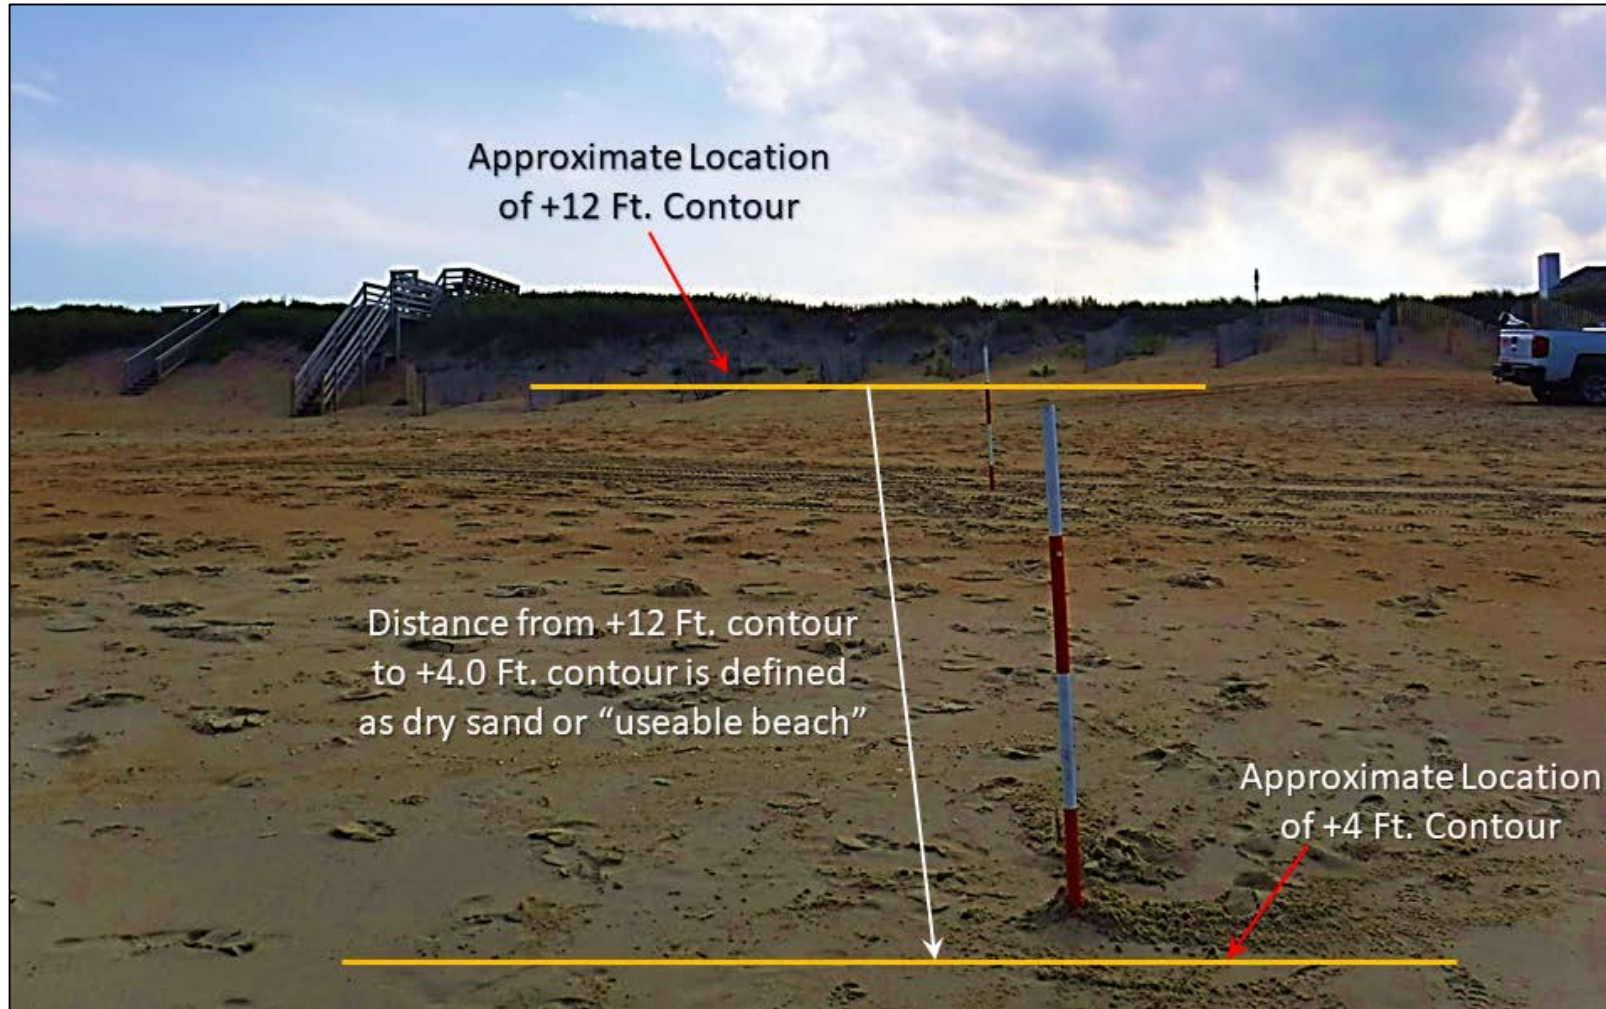 Approximate Location
of +12 Ft. Contour
Distance from +12 Ft. contour
to +4.0 Ft. contour is defined
as dry sand or “useable beach”
Approximate Location
of +4 Ft. Contour